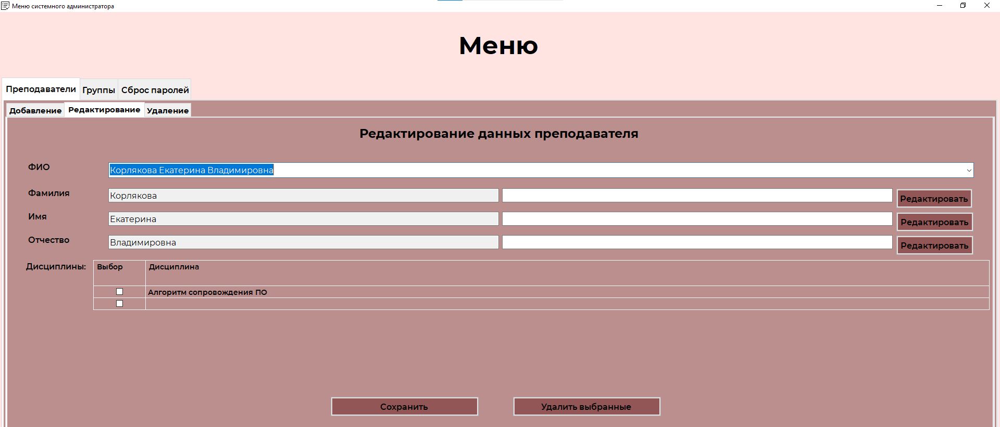 Меню системного администратора
Меню
Преподаватели Группы Сброс паролей
Добавление Редактирование Удаление
Редактирование данных преподавателя
ФИО Корлякова Екатерина Владимировна
Фамилия Корлякова Редактировать
Имя Екатерина Редактировать
Отчество Владимировна Редактировать
Дисциплины: Выбор Дисциплина
Алгоритм сопровождения ПО
Сохранить Удалить выбранные